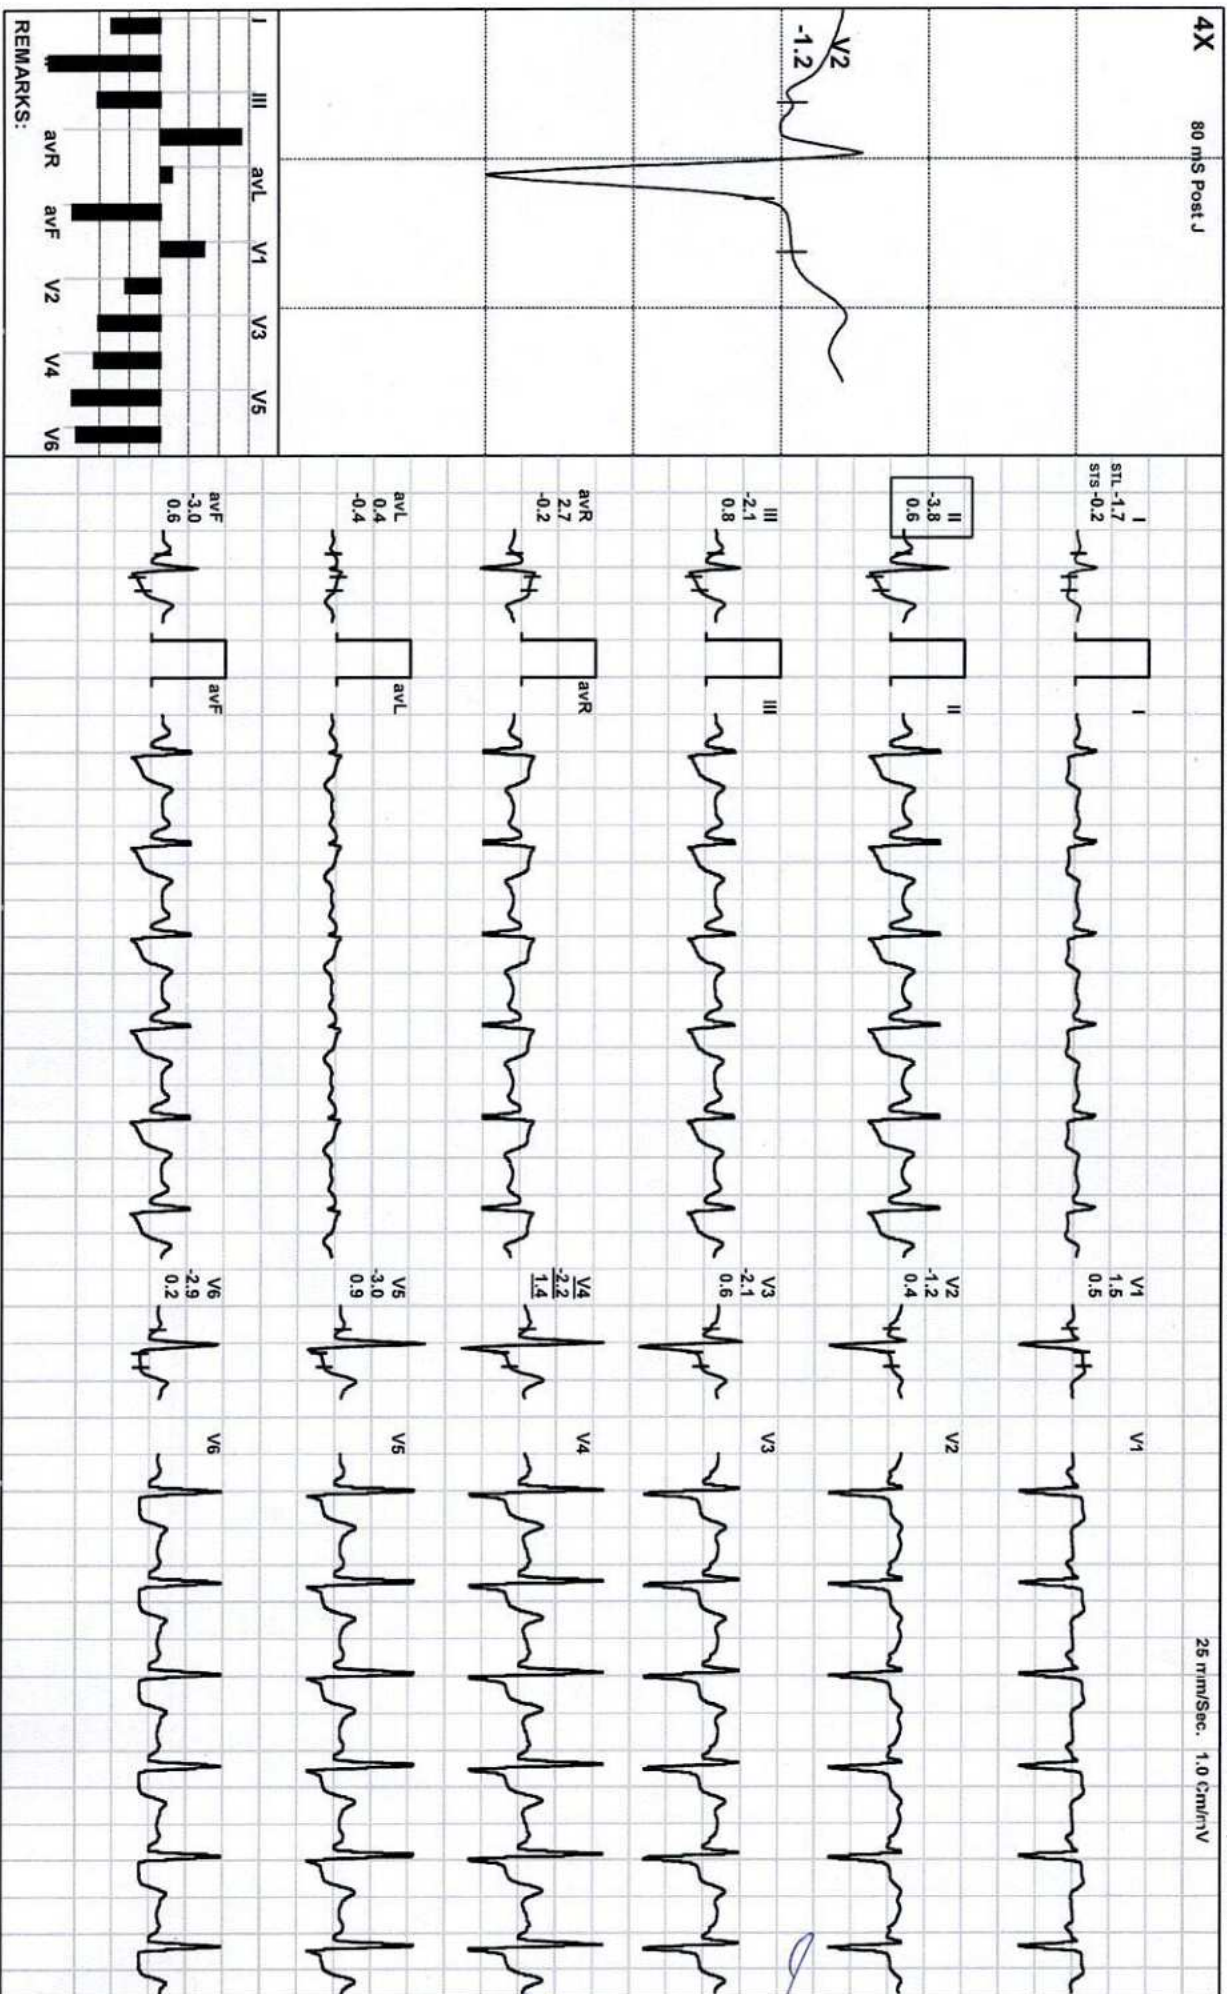 4X
80 mS Post J
25 mm/Sec. 1.0 Cm/mV
V2
-1.2
I
STL -1.7
STS -0.2
II
-3.8
0.6
III
-2.1
0.8
avR
2.7
-0.2
avL
0.4
-0.4
avF
-3.0
0.6
I
II
III
avR
avL
avF
V1
1.5
0.5
V2
-1.2
0.4
V3
-2.1
0.6
V4
-2.2
1.4
V5
-3.0
0.9
V6
-2.9
0.2
V1
V2
V3
V4
V5
V6
I III avL V1 V3 V5
avR avF V2 V4 V6
REMARKS: